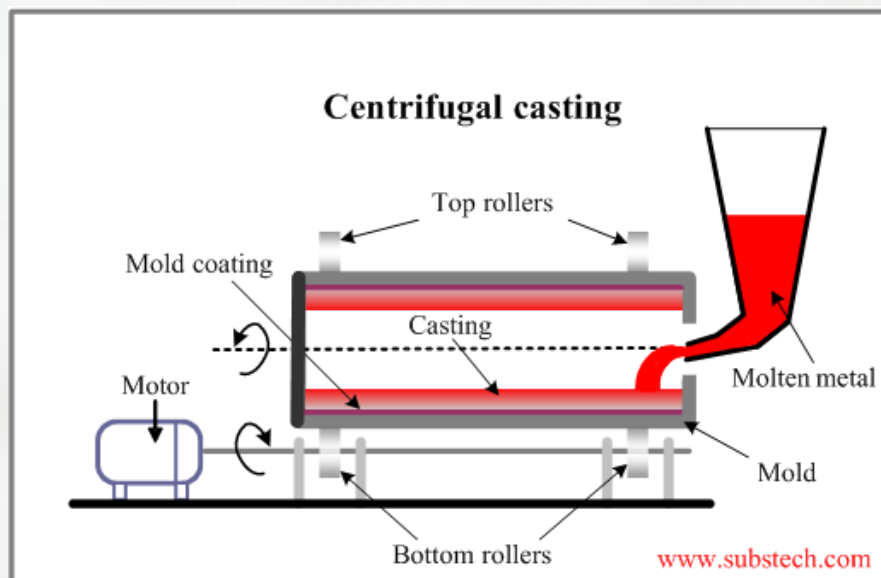 Centrifugal casting
Top rollers
Mold coating
Casting
Motor
Molten metal
Mold
Bottom rollers
www.substech.com